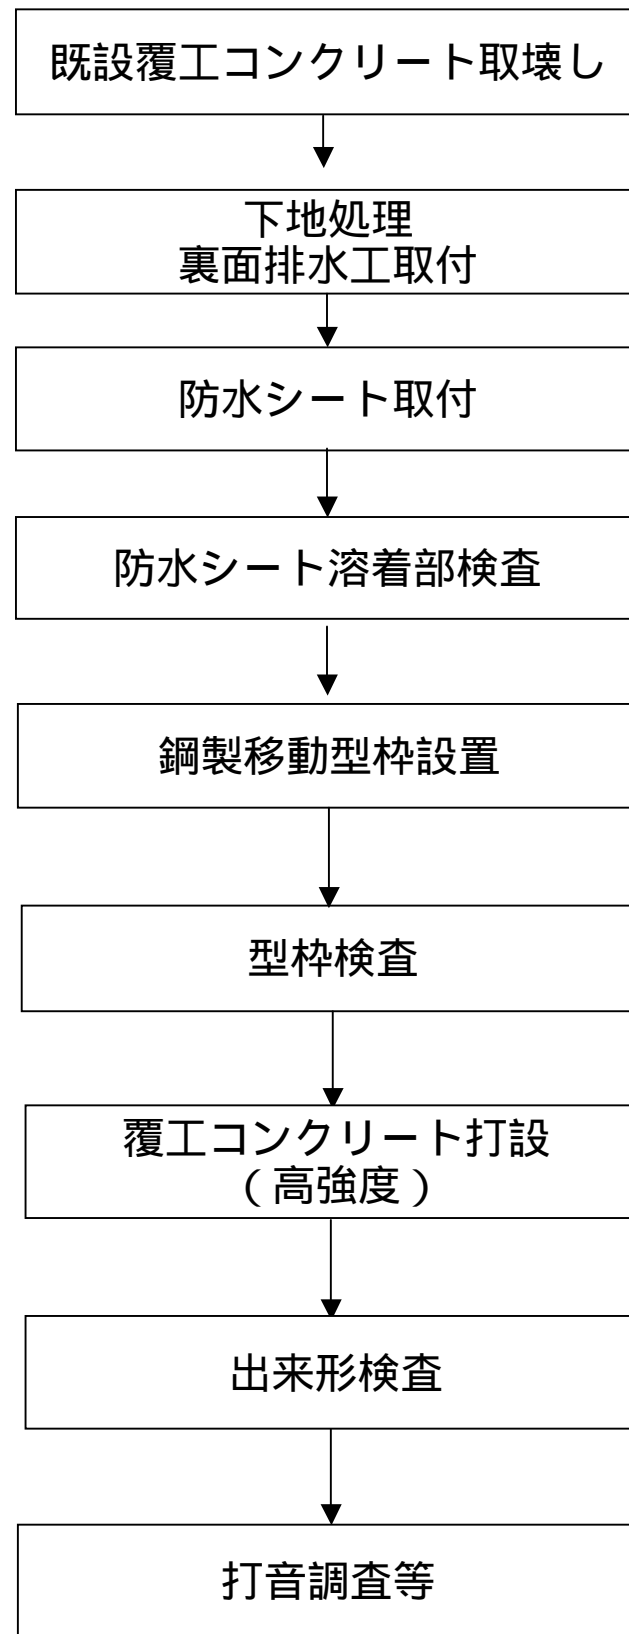 既設覆工コンクリート取壊し
下地処理
裏面排水工取付
防水シート取付
防水シート溶着部検査
鋼製移動型枠設置
型枠検査
覆工コンクリート打設
（高強度）
出来形検査
打音調査等